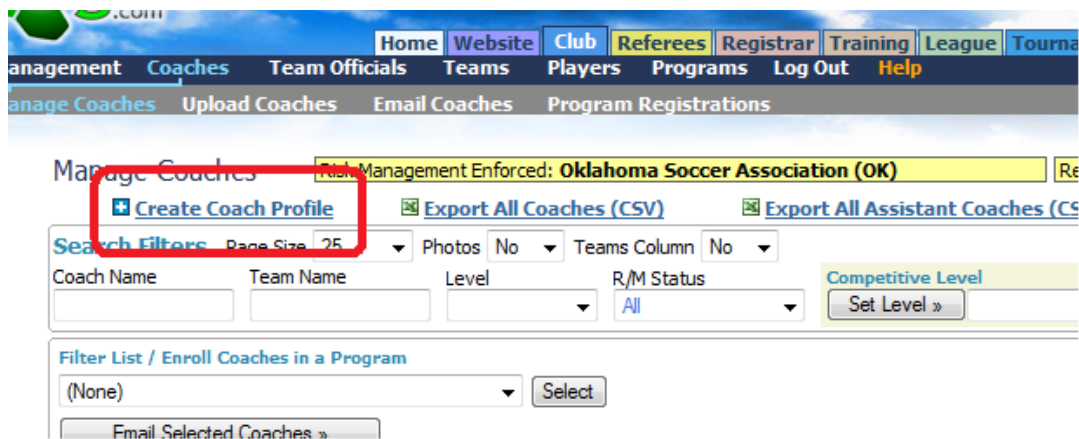 .com
Home Website Club Referees Registrar Training League Tourna
anagement Coaches Team Officials Teams Players Programs Log Out Help
anage Coaches Upload Coaches Email Coaches Program Registrations
Manage Coaches Risk Management Enforced: Oklahoma Soccer Association (OK) Re
Create Coach Profile Export All Coaches (CSV) Export All Assistant Coaches (CS
Search Filters Page Size 25 Photos No Teams Column No
Coach Name Team Name Level R/M Status Competitive Level
All Set Level »
Filter List / Enroll Coaches in a Program
(None) Select
Email Selected Coaches »